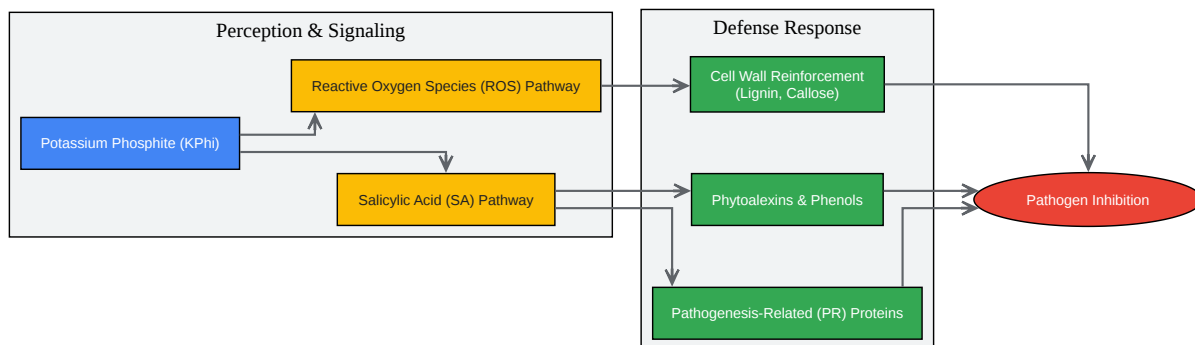 Perception & Signaling
Reactive Oxygen Species (ROS) Pathway
Potassium Phosphite (KPhi)
Salicylic Acid (SA) Pathway
Defense Response
Cell Wall Reinforcement
(Lignin, Callose)
Phytoalexins & Phenols
Pathogenesis-Related (PR) Proteins
Pathogen Inhibition